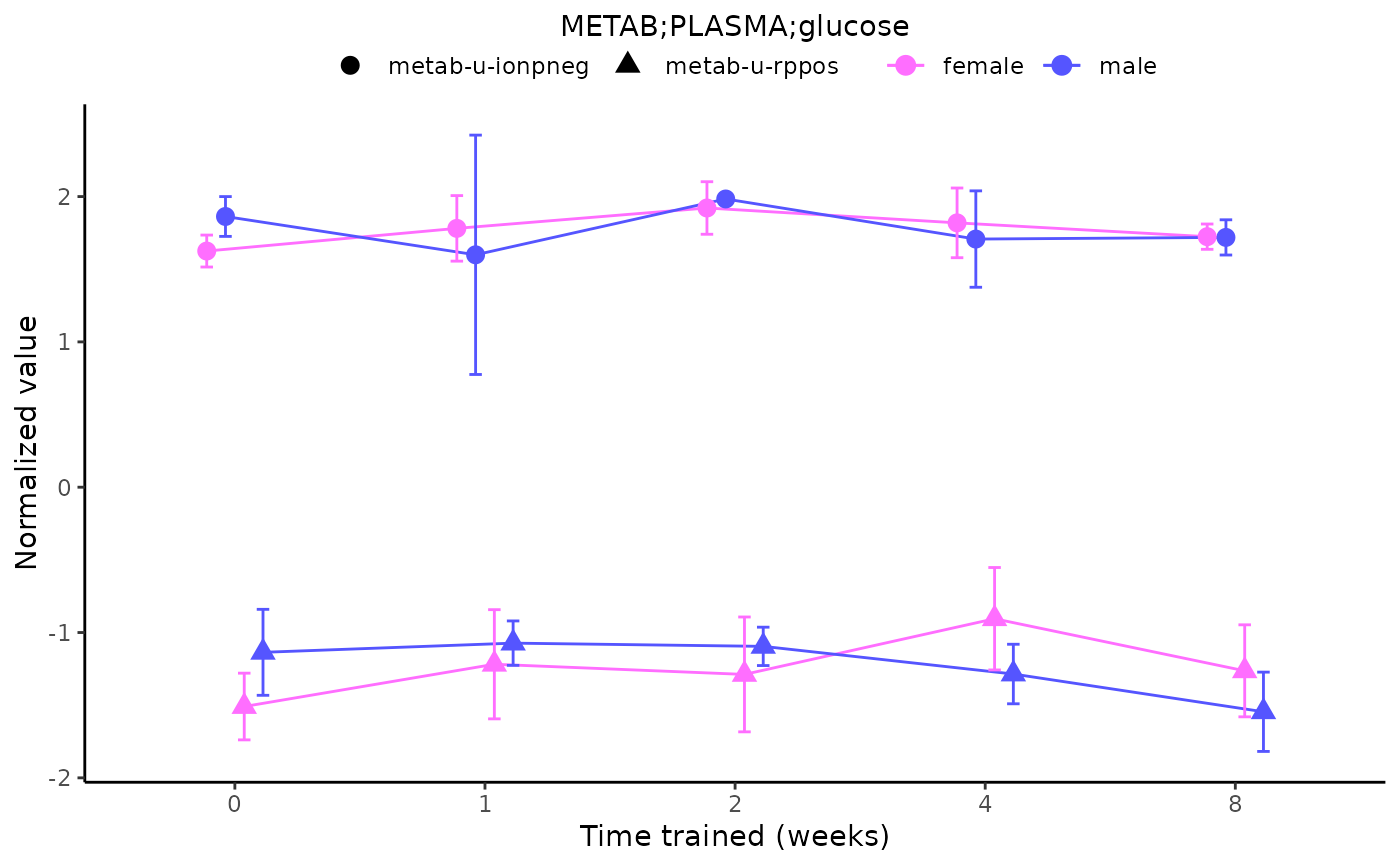 METAB;PLASMA;glucose
metab-u-ionpneg metab-u-rppos female male
Normalized value
2
1
0
-1
-2
0 1 2 4 8
Time trained (weeks)